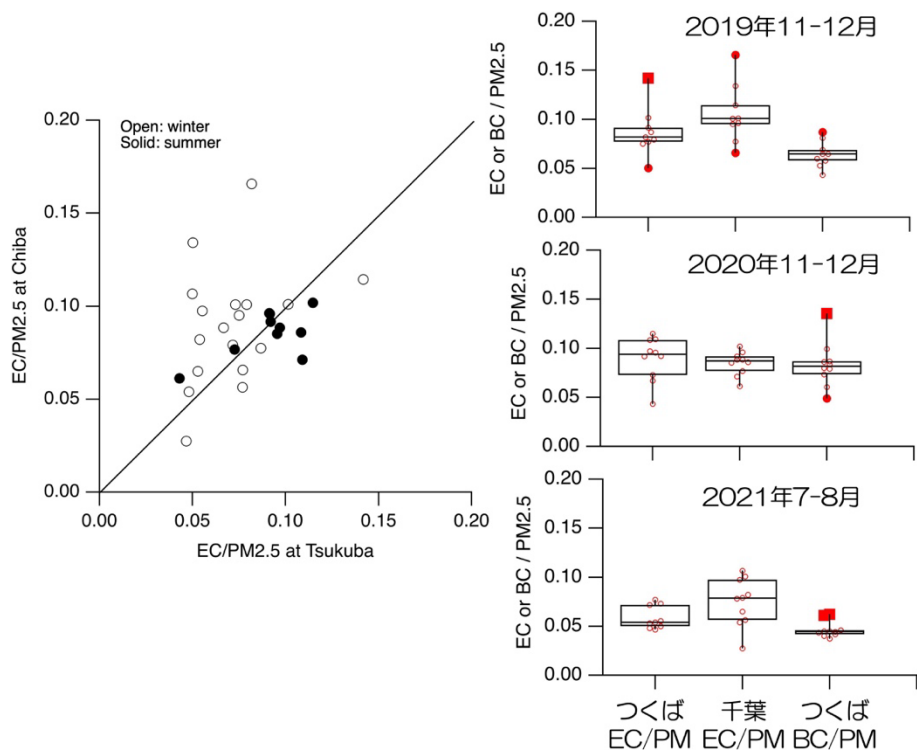 Open: winter
Solid: summer
0.20
0.15
0.10
0.05
0.00
EC/PM2.5 at Chiba
0.00
0.05
0.10
0.15
0.20
EC/PM2.5 at Tsukuba
2019年11-12月
0.20
0.15
0.10
0.05
0.00
EC or BC / PM2.5
2020年11-12月
0.20
0.15
0.10
0.05
0.00
EC or BC / PM2.5
2021年7-8月
0.20
0.15
0.10
0.05
0.00
EC or BC / PM2.5
つくば
EC/PM
千葉
EC/PM
つくば
BC/PM